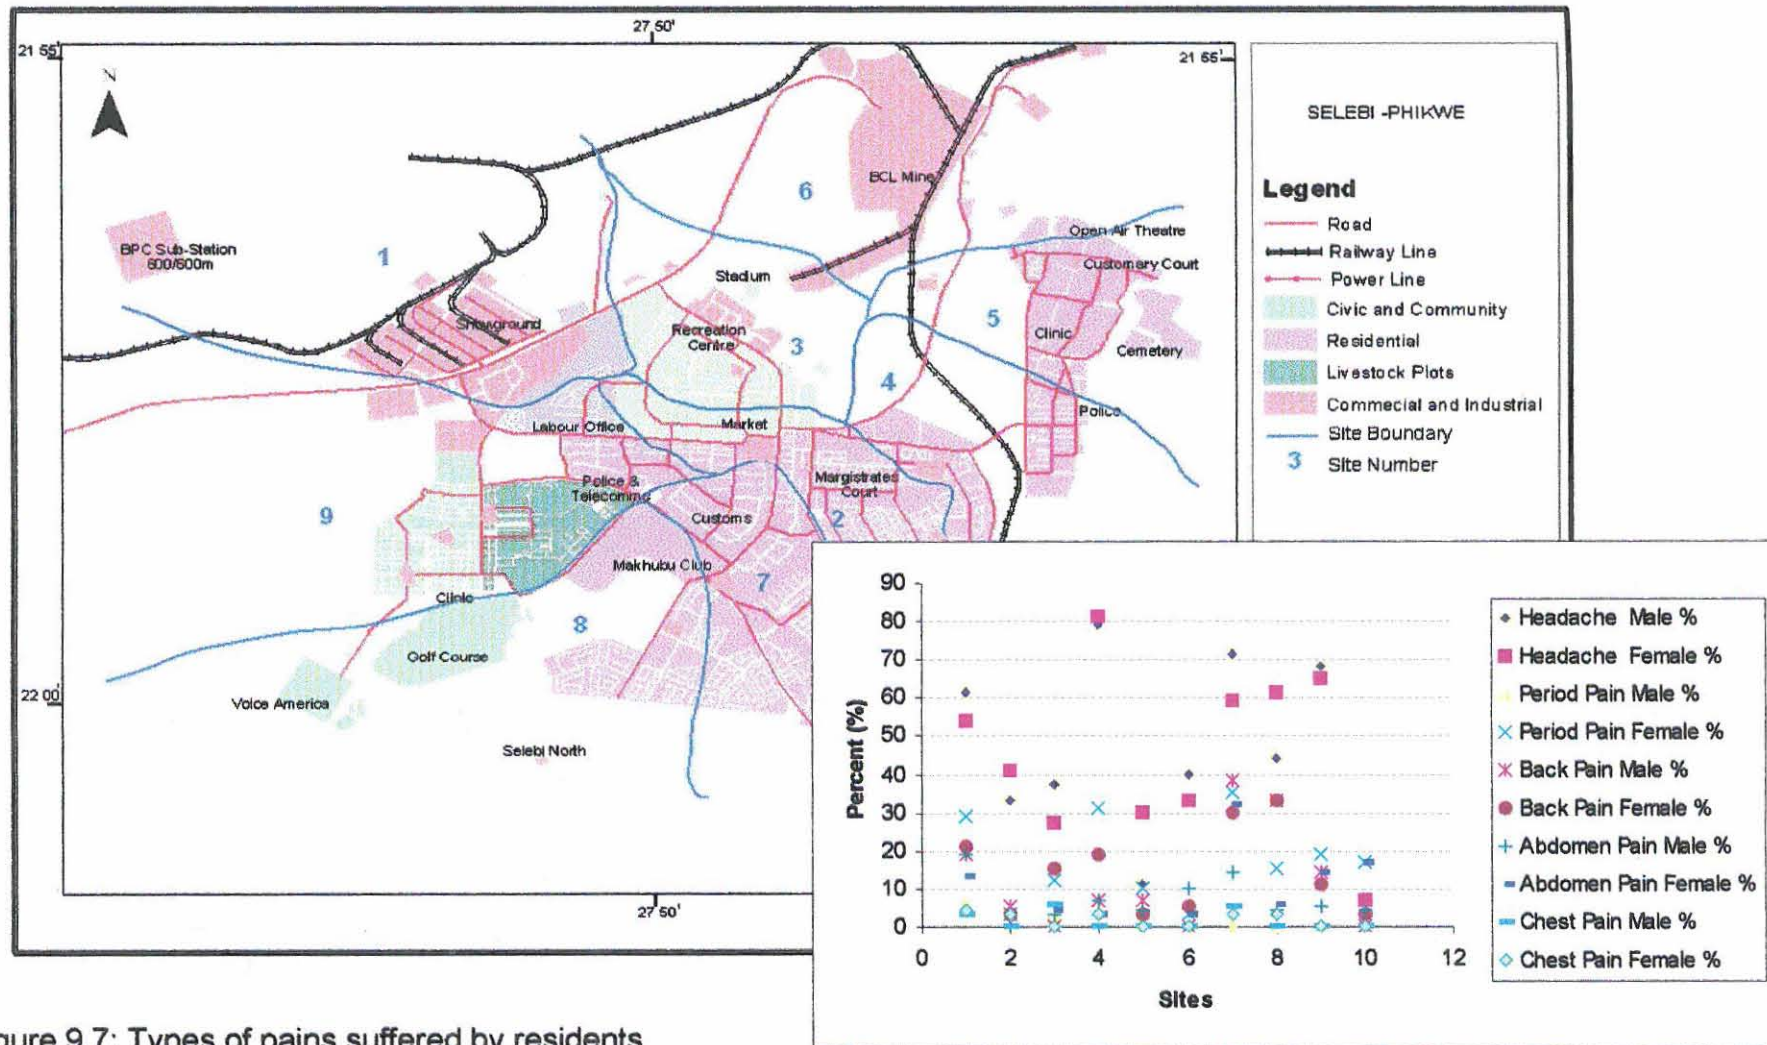 27 50'
21 55'
21 55'
N
SELEBI -PHIKWE
Legend
Road
Railway Line
Power Line
Civic and Community
Residential
Livestock Plots
Commecial and Industrial
Site Boundary
3 Site Number
BCL Mine
6
BPC Sub-Station
600/600m
1
Open Air Theatre
Customary Court
Stadium
Showground
Recreation
Centre
3
5
Clinic
Cemetery
4
Police
Labour Office
Market
Police &
Telecomms
Margistrates
Court
9
Customs
2
Makhubu Club
7
Clinic
8
Golf Course
22 00'
Voice America
Selebi North
27 50'
90
80
70
60
50
40
30
20
10
0
Percent (%)
0 2 4 6 8 10 12
Sites
Headache Male %
Headache Female %
Period Pain Male %
Period Pain Female %
Back Pain Male %
Back Pain Female %
Abdomen Pain Male %
Abdomen Pain Female %
Chest Pain Male %
Chest Pain Female %
gure 9.7: Types of pains suffered by residents